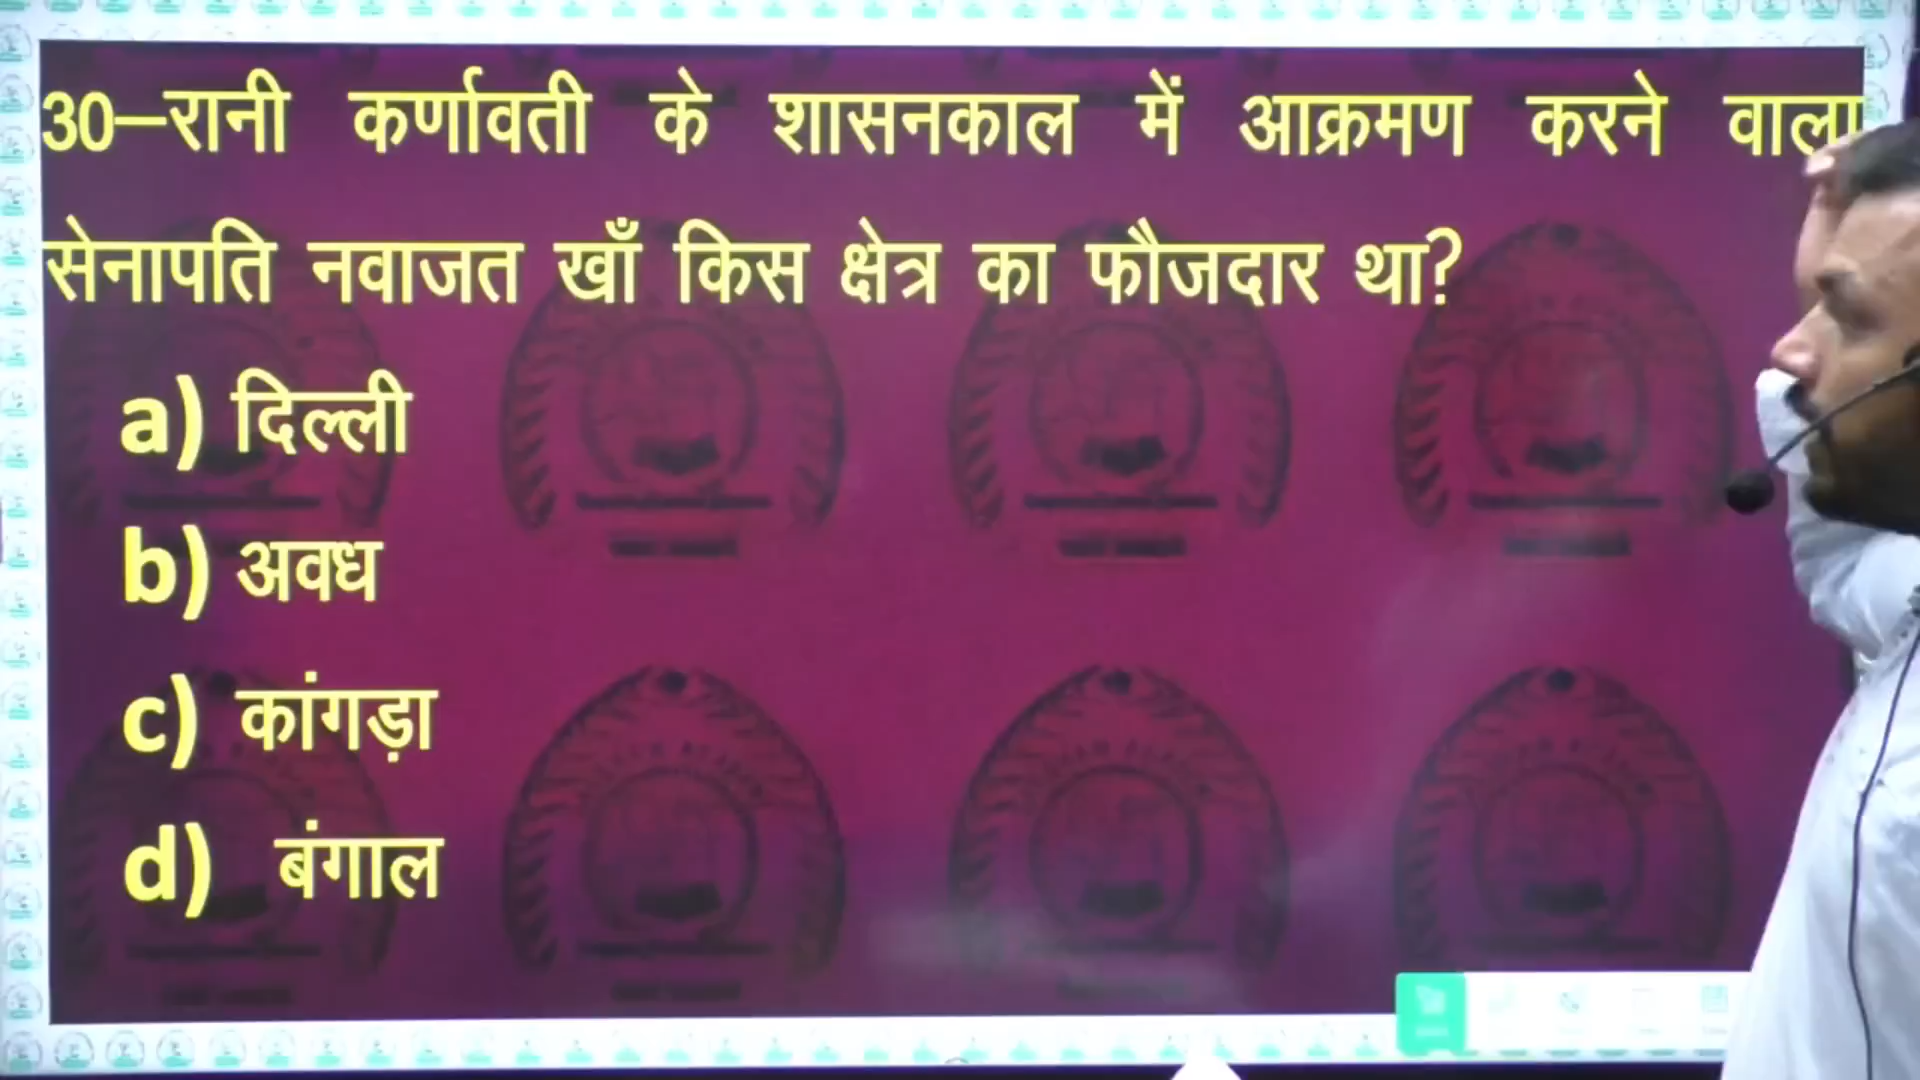 30–रानी कर्णावती के शासनकाल में आक्रमण करने वाला
सेनापति नवाजत खाँ किस क्षेत्र का फौजदार था?
a) दिल्ली
b) अवध
c) कांगड़ा
d) बंगाल